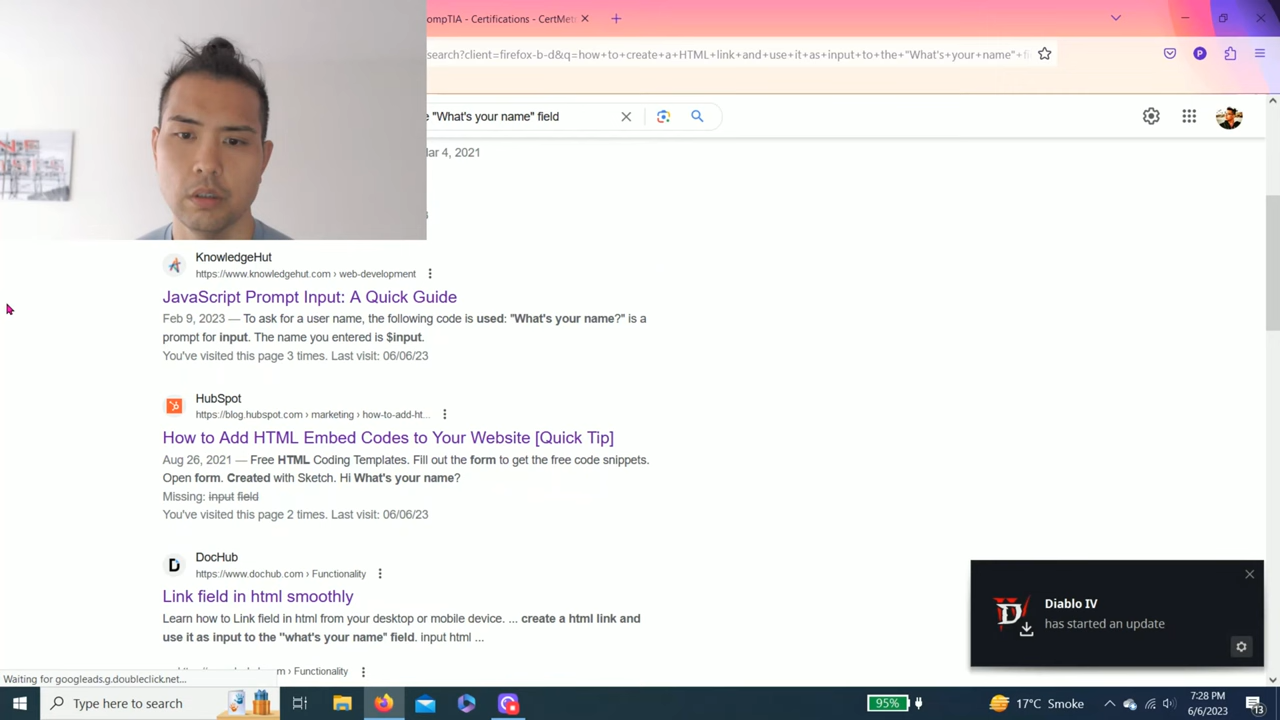 ompTIA - Certifications - CertMet
search?client=firefox-b-d&q=how+to+create+a+HTML+link+and+use+it+as+input+to+the+"What's+your+name"+fi
e "What's your name" field
Mar 4, 2021
KnowledgeHut
https://www.knowledgehut.com › web-development
JavaScript Prompt Input: A Quick Guide
Feb 9, 2023 — To ask for a user name, the following code is used: "What's your name?" is a
prompt for input. The name you entered is $input.
You've visited this page 3 times. Last visit: 06/06/23
HubSpot
https://blog.hubspot.com › marketing › how-to-add-ht...
How to Add HTML Embed Codes to Your Website [Quick Tip]
Aug 26, 2021 — Free HTML Coding Templates. Fill out the form to get the free code snippets.
Open form. Created with Sketch. Hi What's your name?
Missing: input field
You've visited this page 2 times. Last visit: 06/06/23
DocHub
https://www.dochub.com › Functionality
Link field in html smoothly
Learn how to Link field in html from your desktop or mobile device. ... create a html link and
use it as input to the "what's your name" field. input html ...
m › Functionality
Diablo IV
has started an update
Waiting for googleads.g.doubleclick.net...
Type here to search
95%
17°C Smoke
7:28 PM
6/6/2023
13